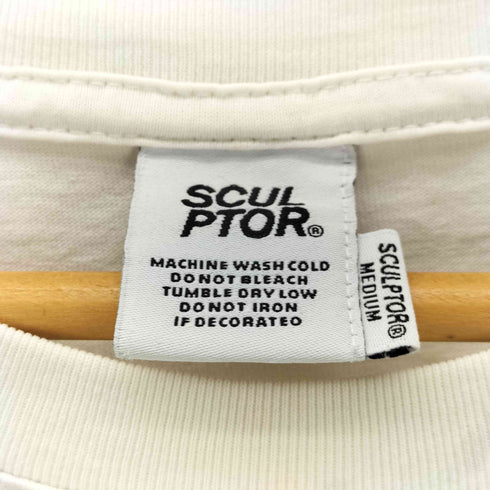 SCUL
PTOR®
MACHINE WASH COLD
DO NOT BLEACH
TUMBLE DRY LOW
DO NOT IRON
IF DECORATED
SCULPTOR®
MEDIUM